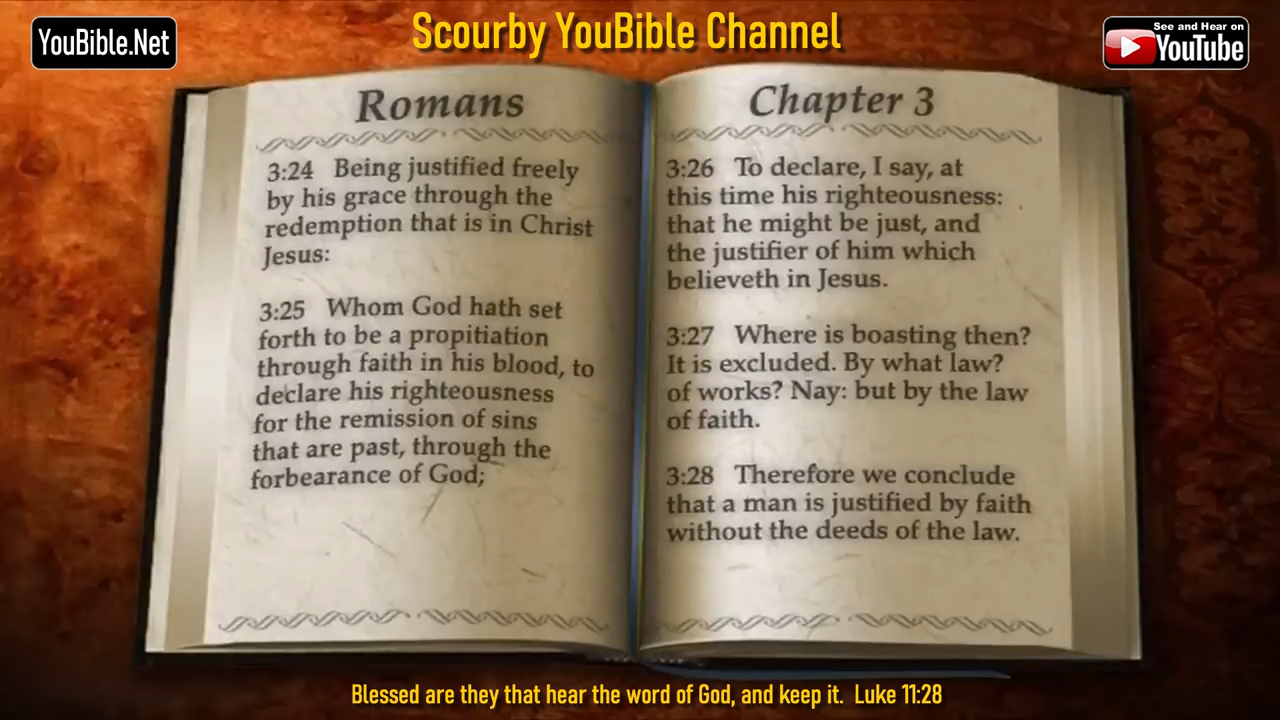 YouBible.Net
Scourby YouBible Channel
See and Hear on
YouTube
Romans
3:24 Being justified freely
by his grace through the
redemption that is in Christ
Jesus:
3:25 Whom God hath set
forth to be a propitiation
through faith in his blood, to
declare his righteousness
for the remission of sins
that are past, through the
forbearance of God;
Chapter 3
3:26 To declare, I say, at
this time his righteousness:
that he might be just, and
the justifier of him which
believeth in Jesus.
3:27 Where is boasting then?
It is excluded. By what law?
of works? Nay: but by the law
of faith.
3:28 Therefore we conclude
that a man is justified by faith
without the deeds of the law.
Blessed are they that hear the word of God, and keep it. Luke 11:28